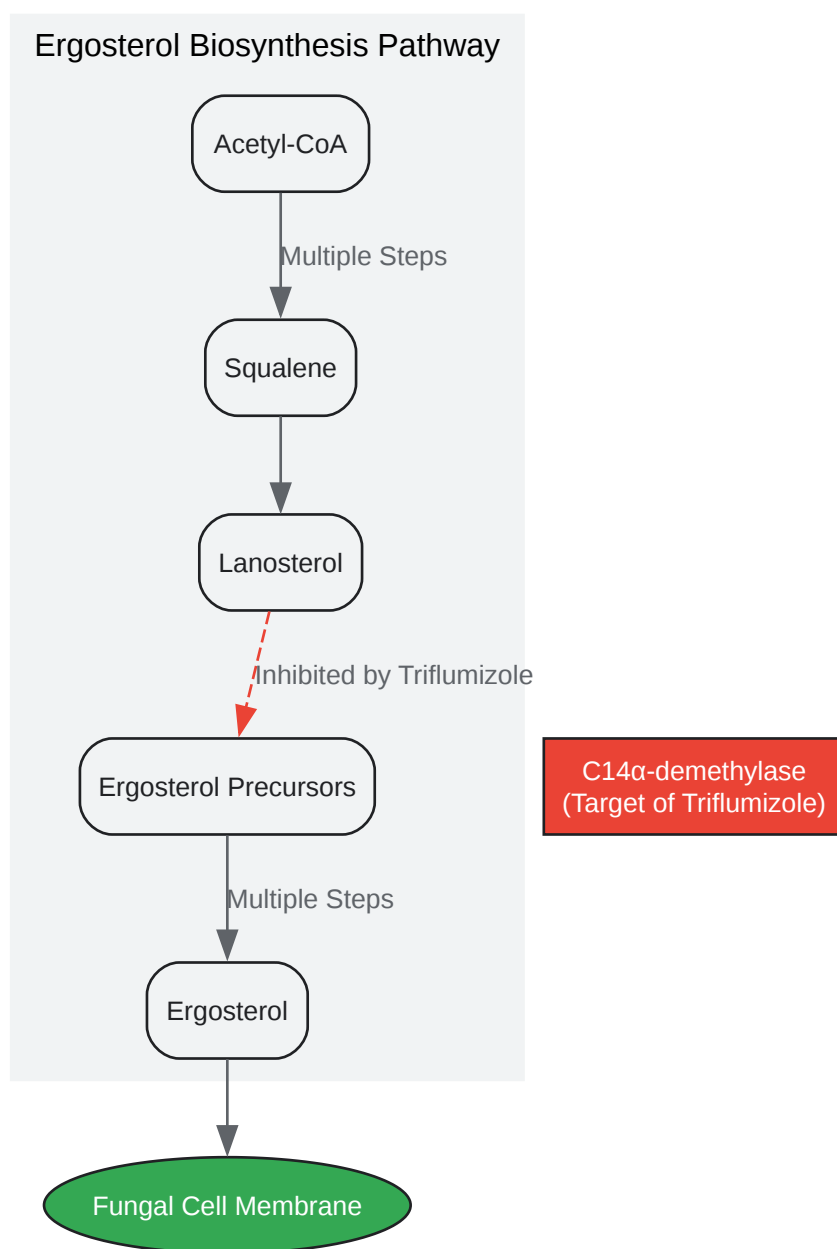 Ergosterol Biosynthesis Pathway
Acetyl-CoA
Multiple Steps
Squalene
Lanosterol
Inhibited by Triflumizole
Ergosterol Precursors
C14α-demethylase
(Target of Triflumizole)
Multiple Steps
Ergosterol
Fungal Cell Membrane